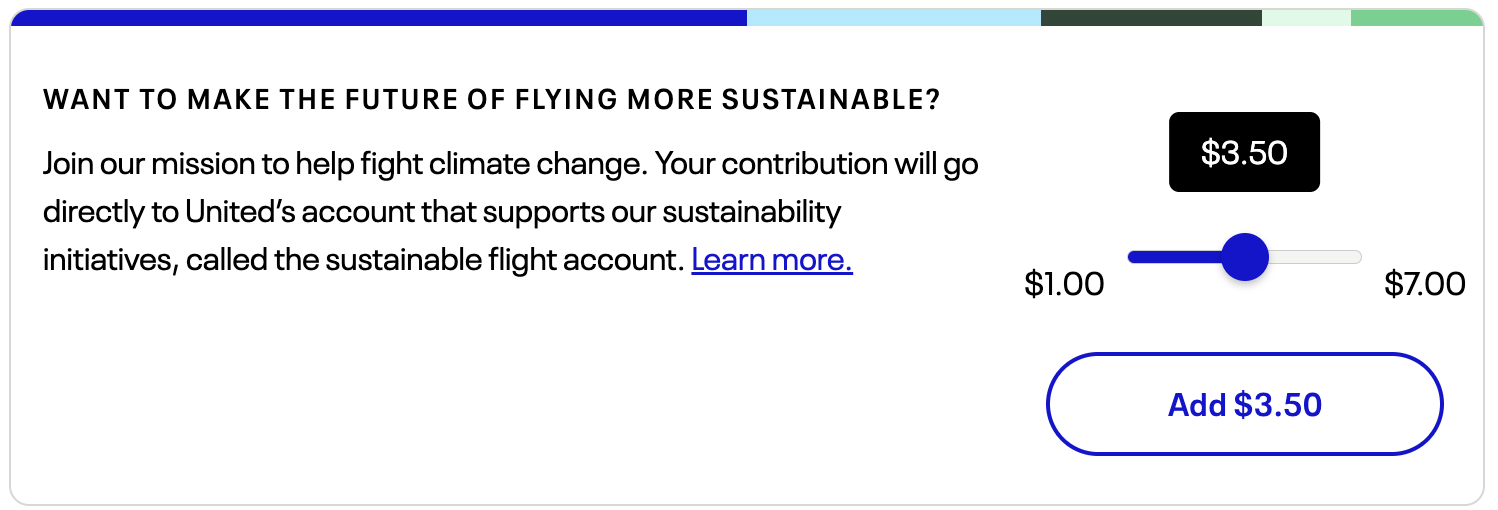 WANT TO MAKE THE FUTURE OF FLYING MORE SUSTAINABLE?
Join our mission to help fight climate change. Your contribution will go
directly to United's account that supports our sustainability
initiatives, called the sustainable flight account. Learn more.
$3.50
$1.00
$7.00
Add $3.50